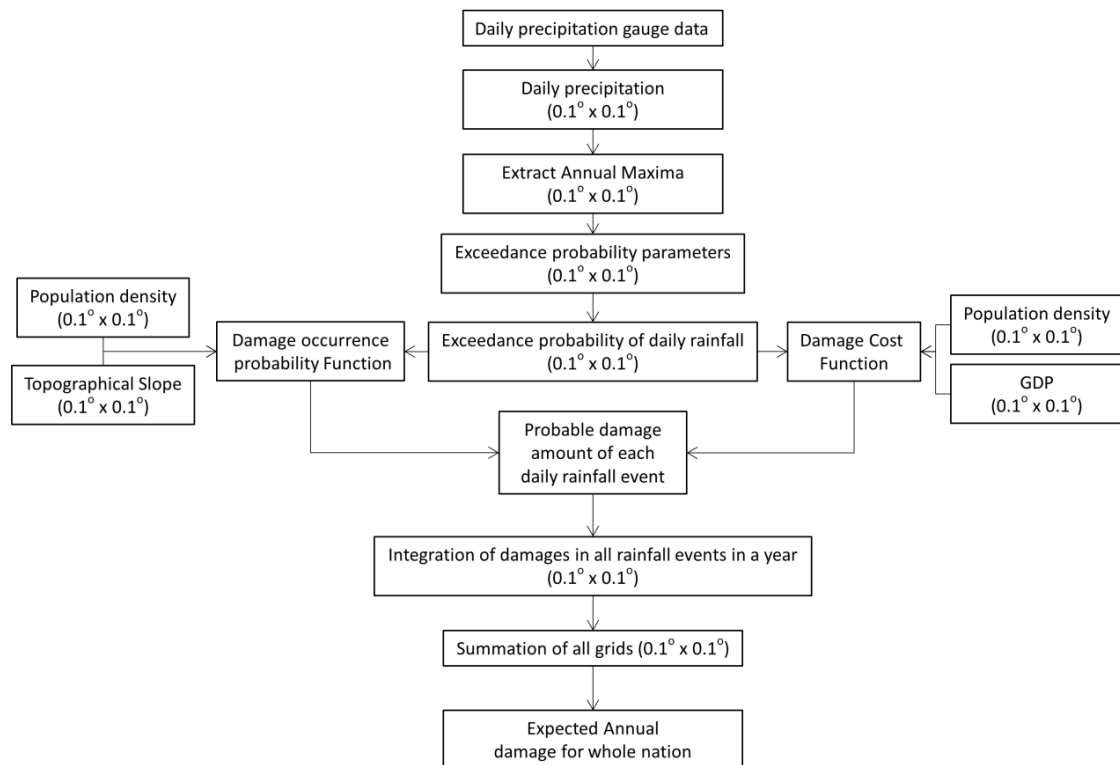 Daily precipitation gauge data
Daily precipitation
(0.1° x 0.1°)
Extract Annual Maxima
(0.1° x 0.1°)
Exceedance probability parameters
(0.1° x 0.1°)
Population density
(0.1° x 0.1°)
Topographical Slope
(0.1° x 0.1°)
Damage occurrence
probability Function
Exceedance probability of daily rainfall
(0.1° x 0.1°)
Damage Cost
Function
Population density
(0.1° x 0.1°)
GDP
(0.1° x 0.1°)
Probable damage
amount of each
daily rainfall event
Integration of damages in all rainfall events in a year
(0.1° x 0.1°)
Summation of all grids (0.1° x 0.1°)
Expected Annual
damage for whole nation